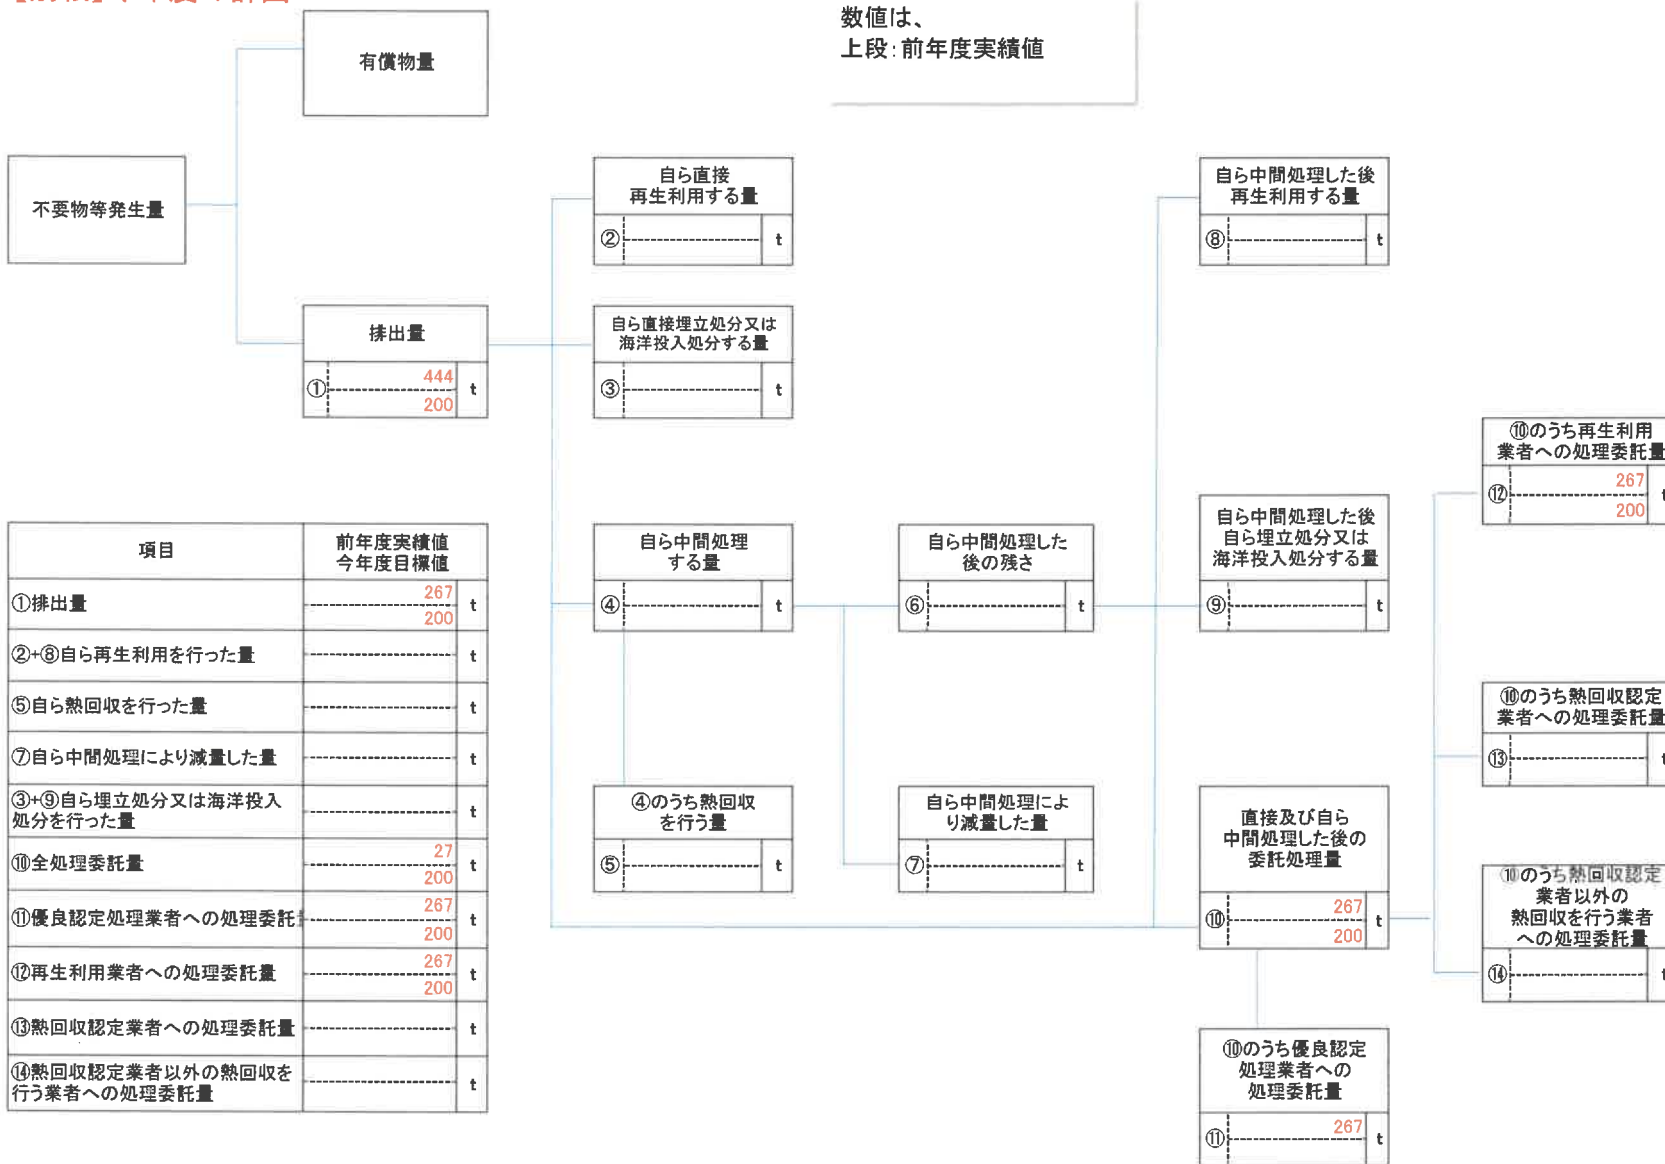 度の計画
数値は、
上段:前年度実績値
有償物量
不要物等発生量
排出量
① 444 t
200
自ら直接
再生利用する量
② t
自ら直接埋立処分又は
海洋投入処分する量
③ t
自ら中間処理
する量
④ t
④のうち熱回収
を行う量
⑤ t
自ら中間処理した
後の残さ
⑥ t
自ら中間処理によ
り減量した量
⑦ t
自ら中間処理した後
再生利用する量
⑧ t
自ら中間処理した後
自ら埋立処分又は
海洋投入処分する量
⑨ t
直接及び自ら
中間処理した後の
委託処理量
⑩ 267 t
200
⑩のうち優良認定
処理業者への
処理委託量
⑪ 267 t
⑩のうち再生利用
業者への処理委託量
⑫ 267 t
200
⑩のうち熱回収認定
業者への処理委託量
⑬ t
⑩のうち熱回収認定
業者以外の
熱回収を行う業者
への処理委託量
⑭ t
項目 前年度実績値
今年度目標値
①排出量 267 t
200
②+⑧自ら再生利用を行った量 t
⑤自ら熱回収を行った量 t
⑦自ら中間処理により減量した量 t
③+⑨自ら埋立処分又は海洋投入
処分を行った量 t
⑩全処理委託量 27 t
200
⑪優良認定処理業者への処理委託 267 t
200
⑫再生利用業者への処理委託量 267 t
200
⑬熱回収認定業者への処理委託量 t
⑭熱回収認定業者以外の熱回収を
行う業者への処理委託量 t